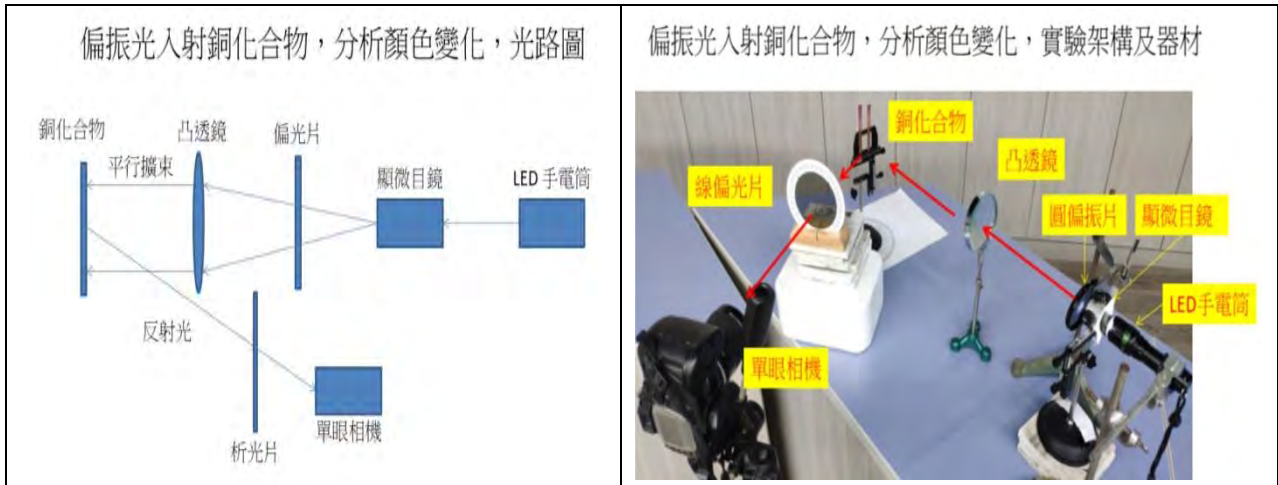 偏振光入射銅化合物，分析顏色變化，光路圖
銅化合物
凸透鏡
偏光片
平行擴束
顯微目鏡
LED 手電筒
反射光
單眼相機
析光片
偏振光入射銅化合物，分析顏色變化，實驗架構及器材
銅化合物
凸透鏡
線偏光片
圓偏振片
顯微目鏡
LED手電筒
單眼相機